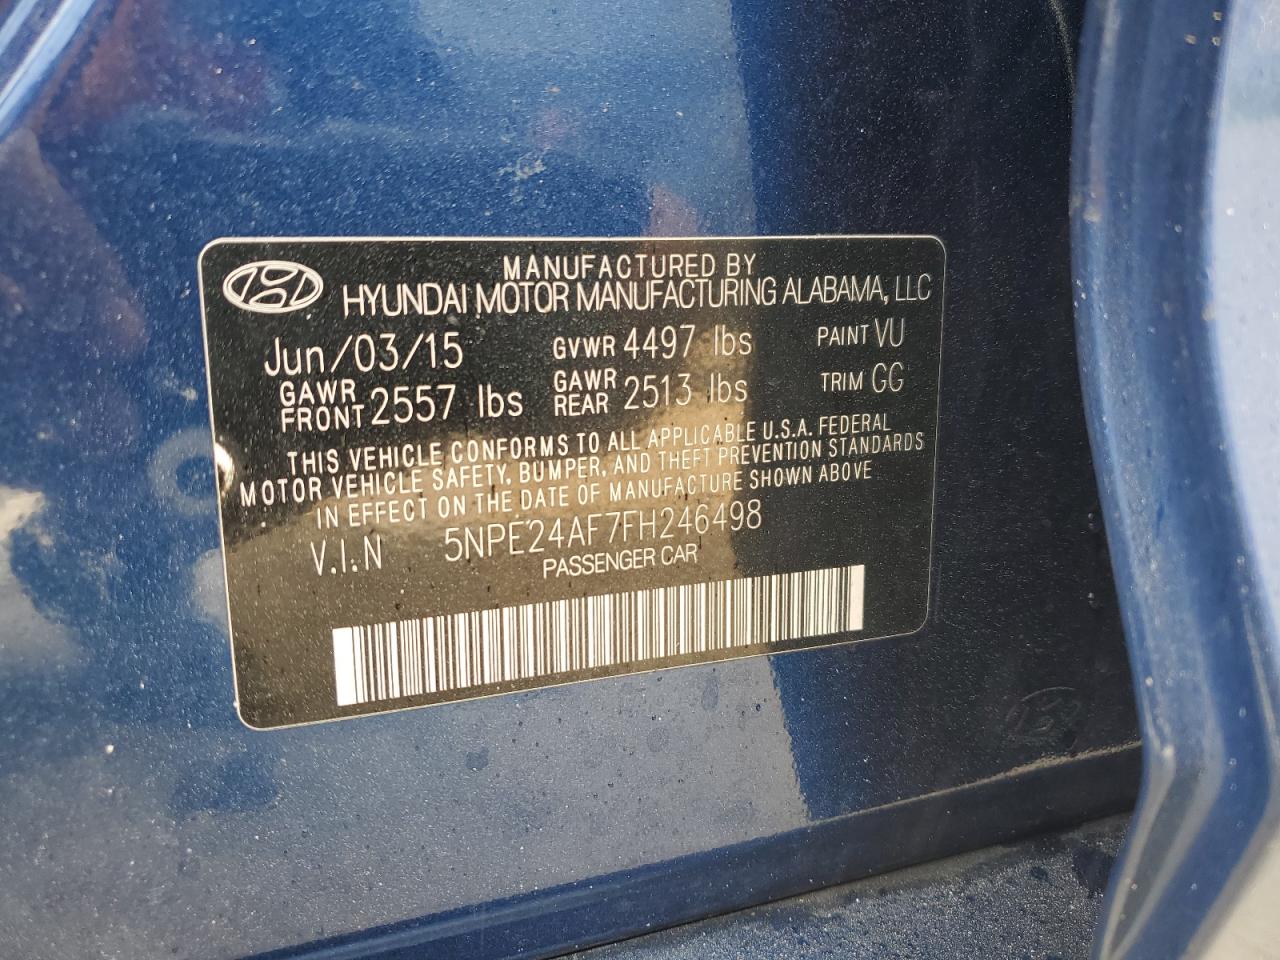 MANUFACTURED BY
HYUNDAI MOTOR MANUFACTURING ALABAMA, LLC
Jun/03/15 GVWR 4497 lbs PAINT VU
GAWR FRONT 2557 lbs GAWR REAR 2513 lbs TRIM GG
THIS VEHICLE CONFORMS TO ALL APPLICABLE U.S.A. FEDERAL
MOTOR VEHICLE SAFETY, BUMPER, AND THEFT PREVENTION STANDARDS
IN EFFECT ON THE DATE OF MANUFACTURE SHOWN ABOVE
V.I.N 5NPE24AF7FH246498
PASSENGER CAR